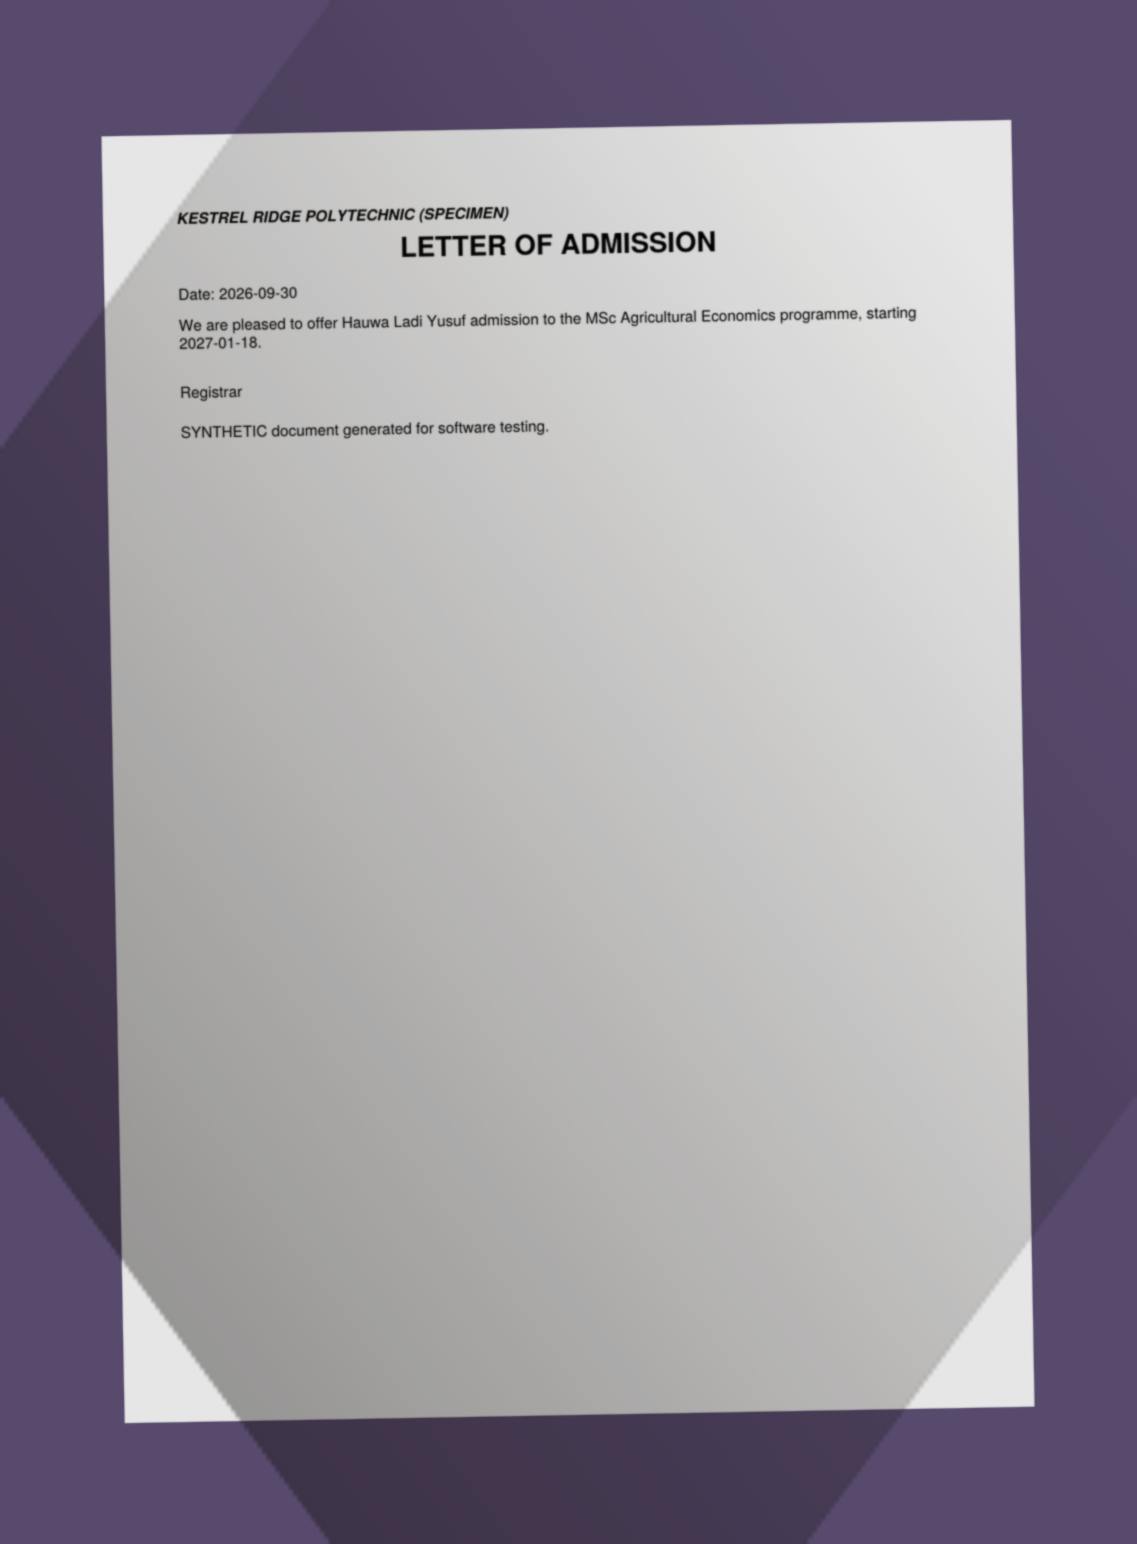 KESTREL RIDGE POLYTECHNIC (SPECIMEN)
LETTER OF ADMISSION
Date: 2026-09-30
We are pleased to offer Hauwa Ladi Yusuf admission to the MSc Agricultural Economics programme, starting
2027-01-18.
Registrar
SYNTHETIC document generated for software testing.